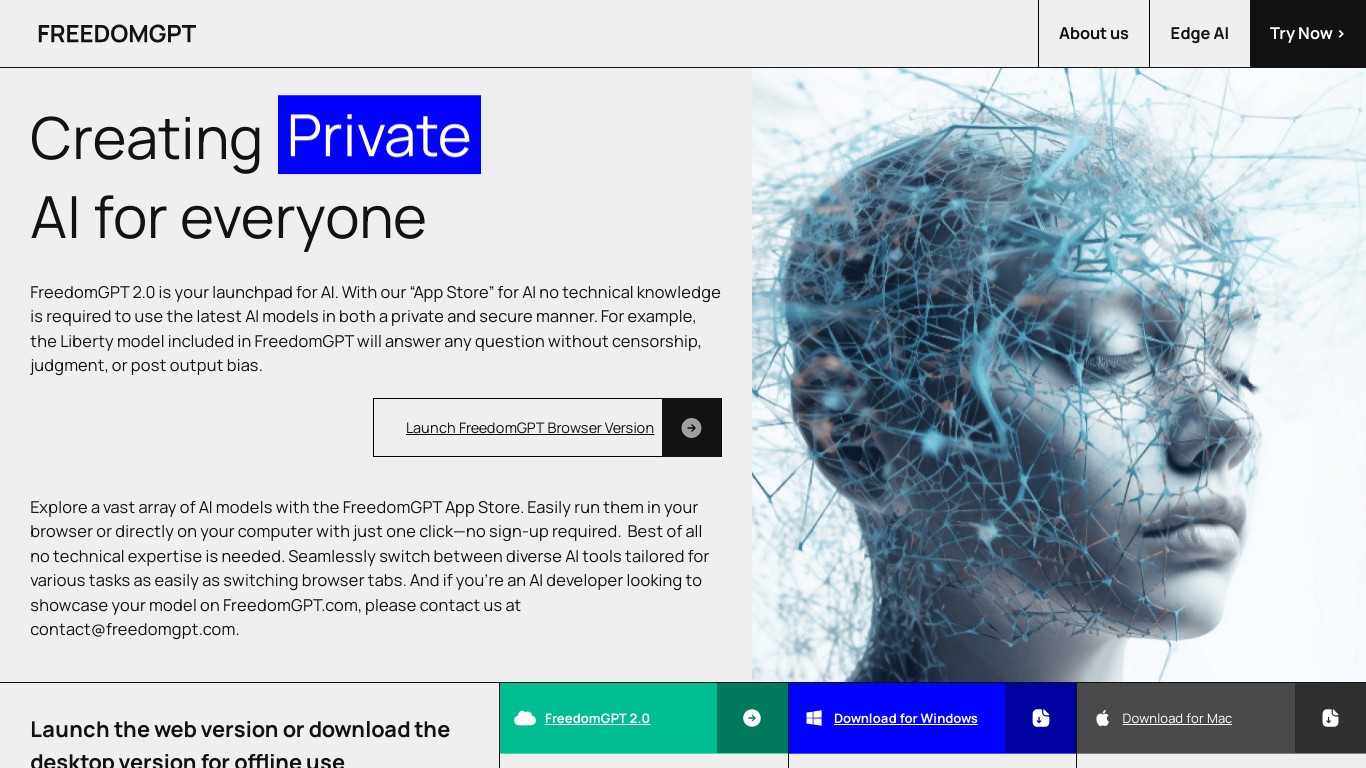 FREEDOMGPT
About us
Edge AI
Try Now ›
Creating Private
AI for everyone
FreedomGPT 2.0 is your launchpad for AI. With our “App Store” for AI no technical knowledge
is required to use the latest AI models in both a private and secure manner. For example,
the Liberty model included in FreedomGPT will answer any question without censorship,
judgment, or post output bias.
Launch FreedomGPT Browser Version
Explore a vast array of AI models with the FreedomGPT App Store. Easily run them in your
browser or directly on your computer with just one click—no sign-up required. Best of all
no technical expertise is needed. Seamlessly switch between diverse AI tools tailored for
various tasks as easily as switching browser tabs. And if you're an AI developer looking to
showcase your model on FreedomGPT.com, please contact us at
contact@freedomgpt.com.
Launch the web version or download the
desktop version for offline use
FreedomGPT 2.0
Download for Windows
Download for Mac